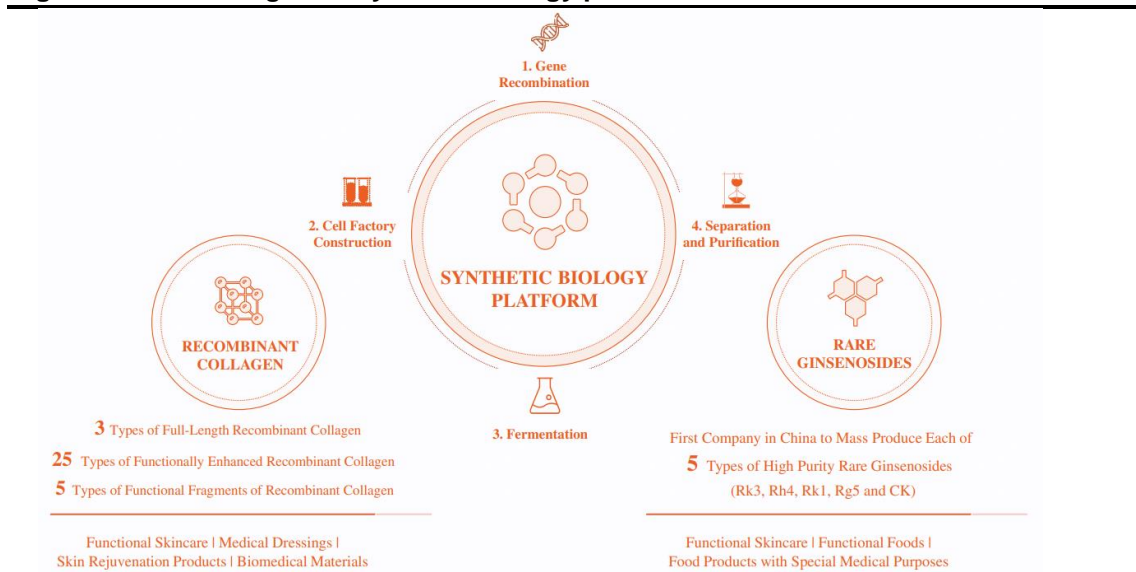 1. Gene
Recombination
2. Cell Factory
Construction
4. Separation
and Purification
SYNTHETIC BIOLOGY
PLATFORM
3. Fermentation
RECOMBINANT
COLLAGEN
3 Types of Full-Length Recombinant Collagen
25 Types of Functionally Enhanced Recombinant Collagen
5 Types of Functional Fragments of Recombinant Collagen
Functional Skincare | Medical Dressings |
Skin Rejuvenation Products | Biomedical Materials
RARE
GINSENOSIDES
First Company in China to Mass Produce Each of
5 Types of High Purity Rare Ginsenosides
(Rk3, Rh4, Rk1, Rg5 and CK)
Functional Skincare | Functional Foods |
Food Products with Special Medical Purposes